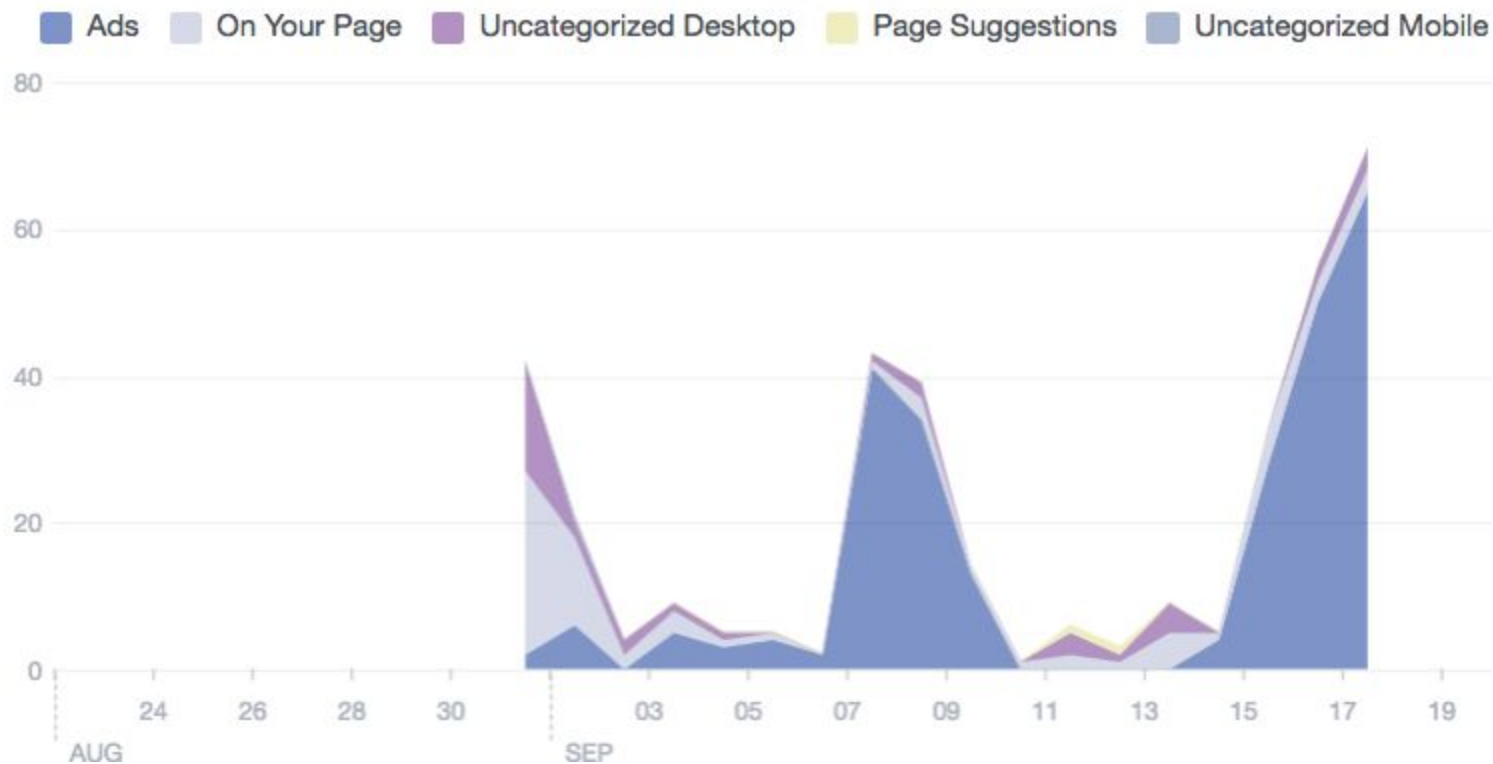 Ads On Your Page Uncategorized Desktop Page Suggestions Uncategorized Mobile
80
60
40
20
0
24 26 28 30 03 05 07 09 11 13 15 17 19
AUG SEP